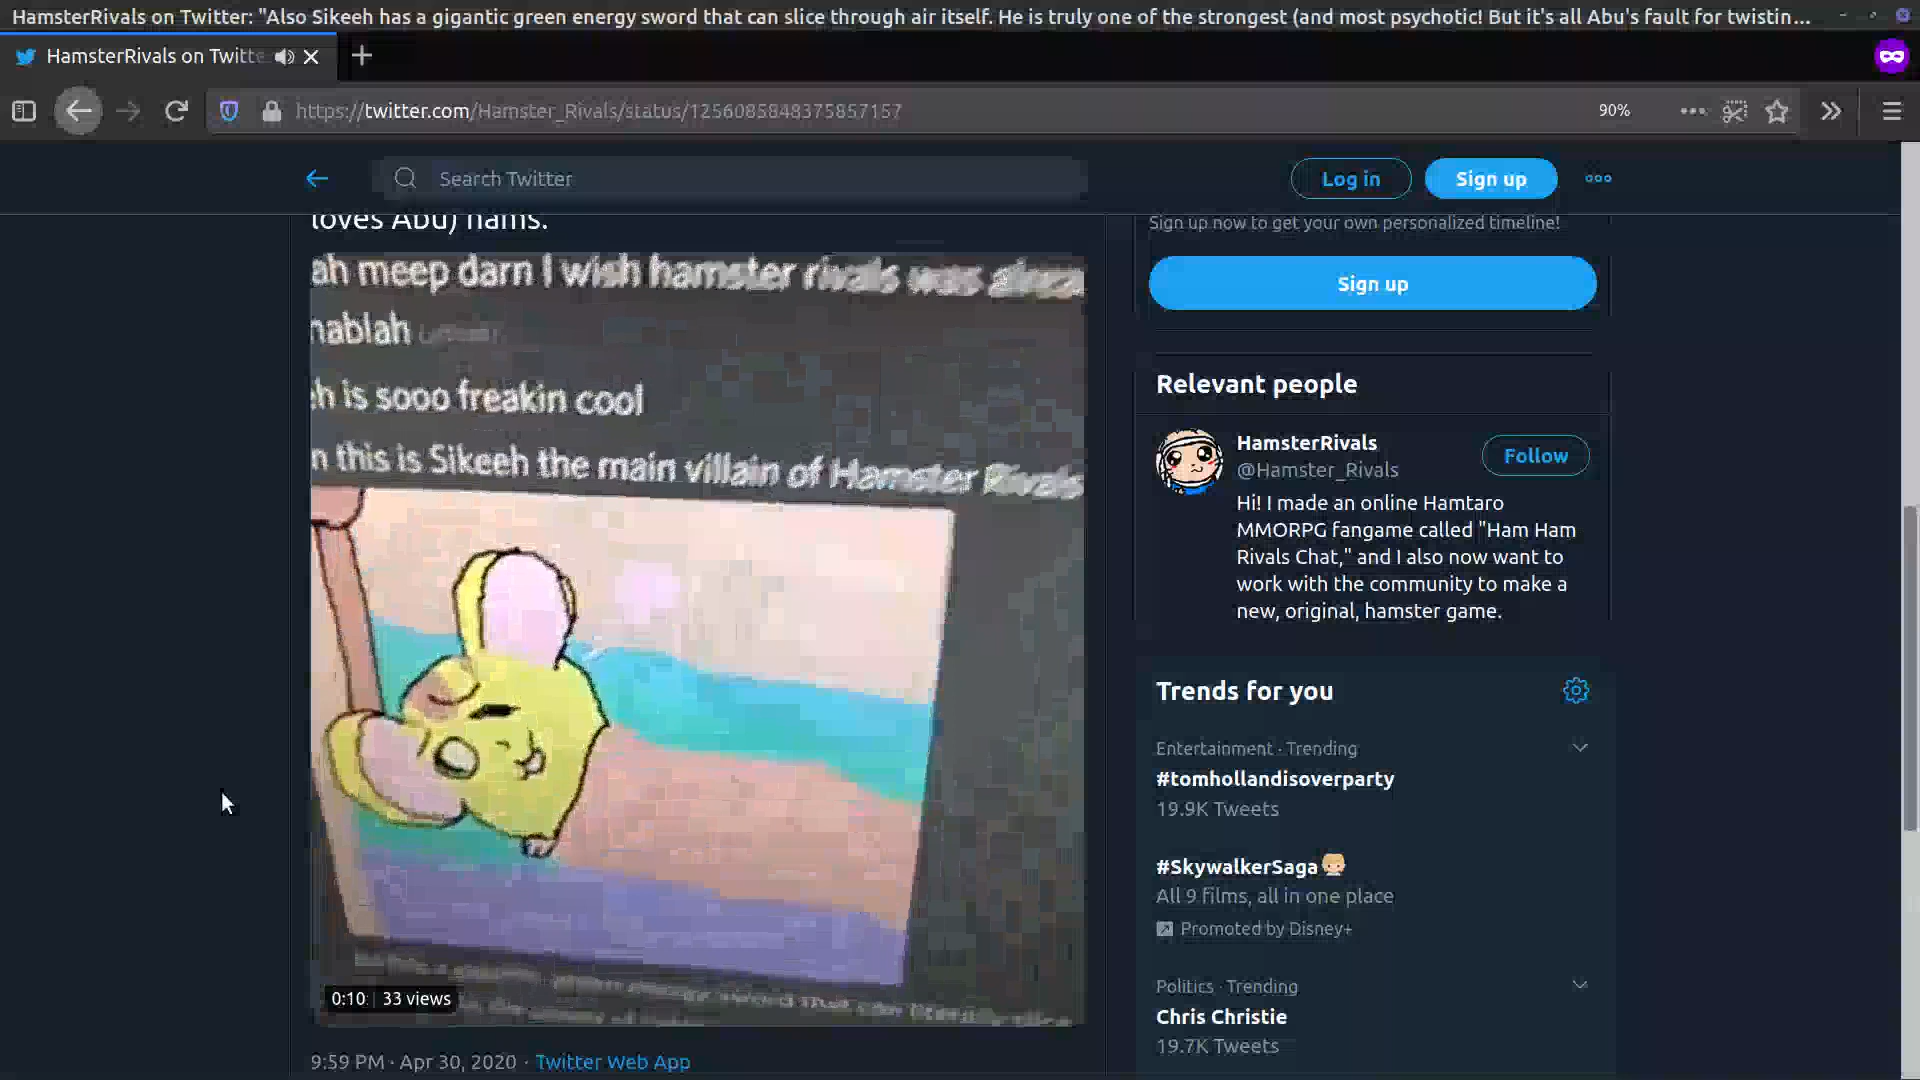 HamsterRivals on Twitter: "Also Sikeeh has a gigantic green energy sword that can slice through air itself. He is truly one of the strongest (and most psychotic! But it's all Abu's fault for twistin...
HamsterRivals on Twitte
https://twitter.com/Hamster_Rivals/status/1256085848375857157
90%
Search Twitter
Log in
Sign up
loves Abu) hams.
ah meep darn I wish hamster rivals was
hablah
h is sooo freakin cool
n this is Sikeeh the main villain of Hamster Rivals
0:10
33 views
9:59 PM · Apr 30, 2020 · Twitter Web App
Sign up now to get your own personalized timeline!
Sign up
Relevant people
HamsterRivals
@Hamster_Rivals
Follow
Hi! I made an online Hamtaro
MMORPG fangame called "Ham Ham
Rivals Chat," and I also now want to
work with the community to make a
new, original, hamster game.
Trends for you
Entertainment · Trending
#tomhollandisoverparty
19.9K Tweets
#SkywalkerSaga
All 9 films, all in one place
Promoted by Disney+
Politics · Trending
Chris Christie
19.7K Tweets